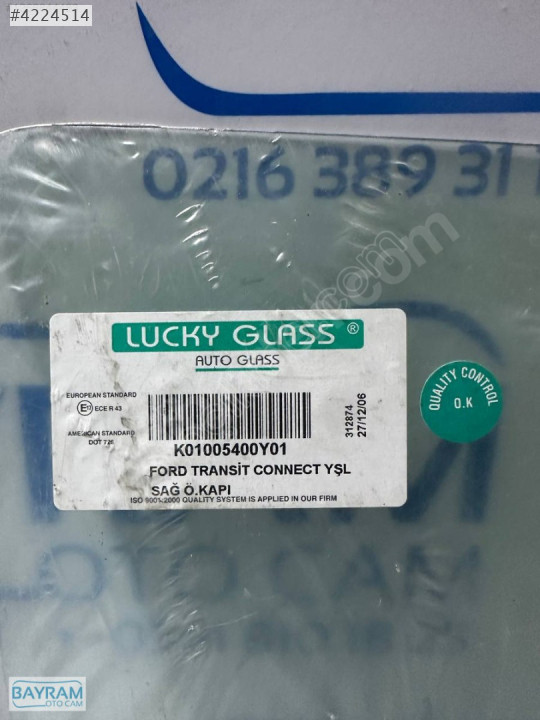 #4224514
0216 389 31 1
LUCKY GLASS ®
AUTO GLASS
EUROPEAN STANDARD
ECE R 43
AMERICAN STANDARD
DOT 726
K01005400Y01
312874
27/12/06
FORD TRANSİT CONNECT YŞL
SAĞ Ö.KAPI
ISO 9001:2000 QUALITY SYSTEM IS APPLIED IN OUR FIRM
QUALITY CONTROL
O.K
BAYRAM
OTO CAM